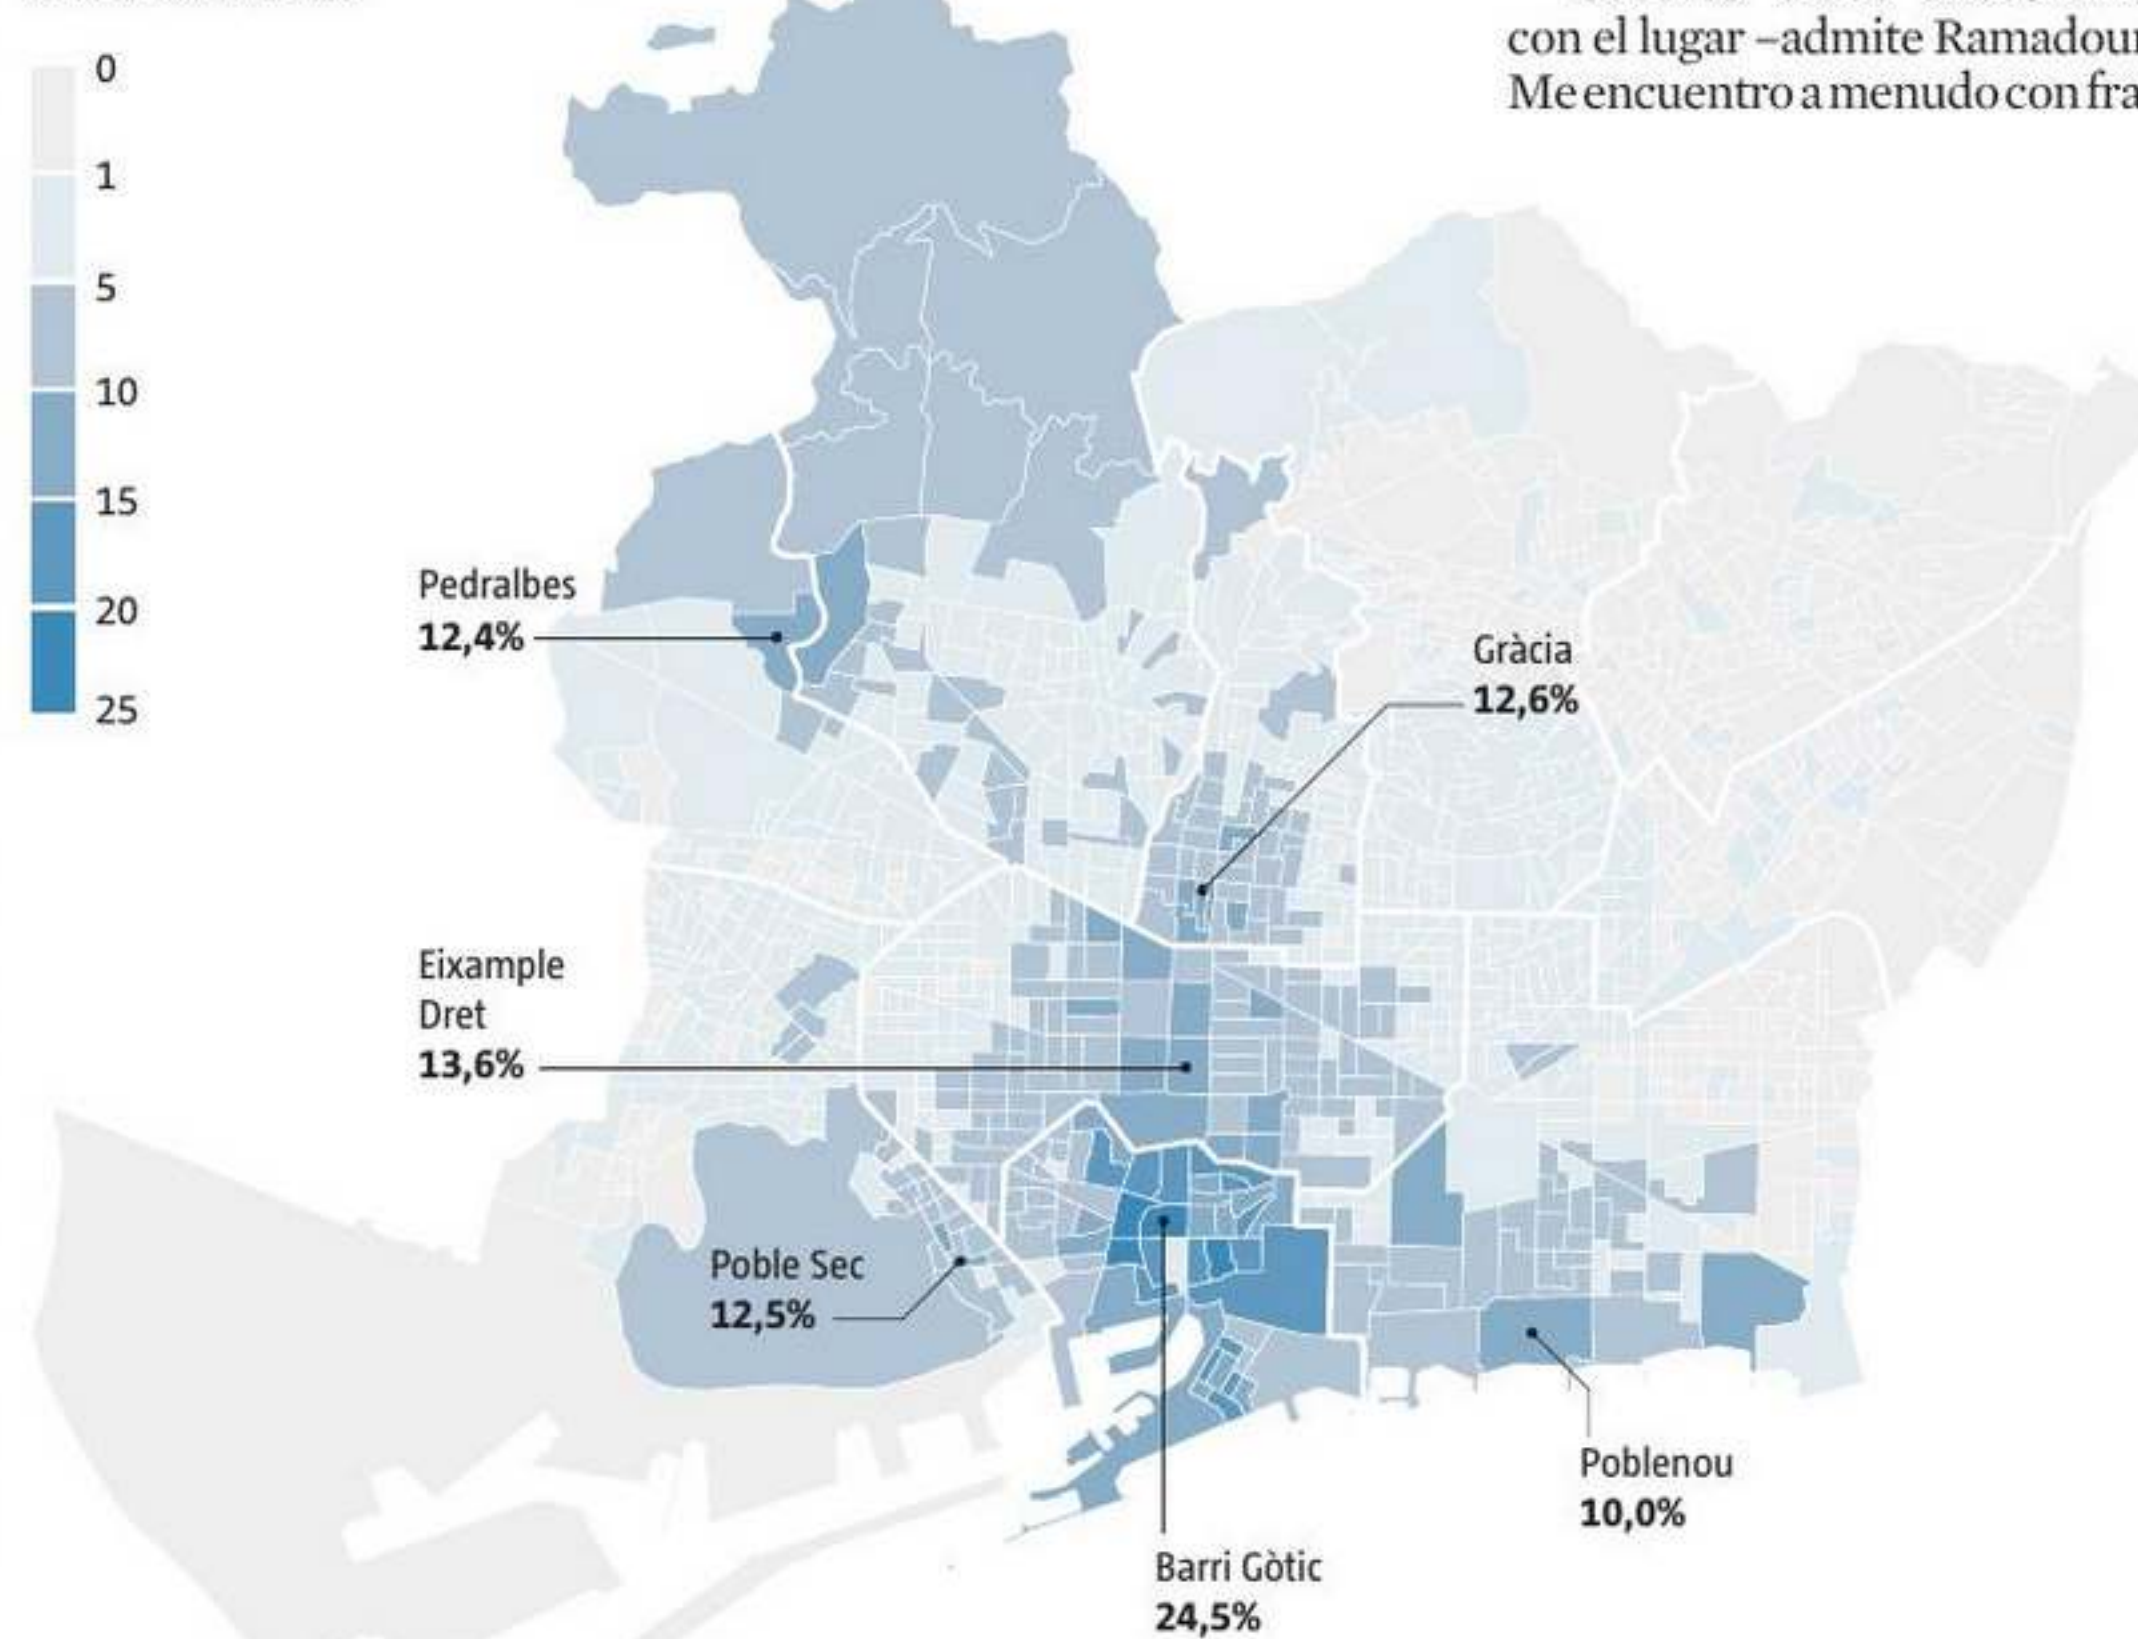 con el lugar –admite Ramadour
Me encuentro a menudo con fra
0
1
5
10
15
20
25
Pedralbes
12,4%
Gràcia
12,6%
Eixample
Dret
13,6%
Poble Sec
12,5%
Poblenou
10,0%
Barri Gòtic
24,5%